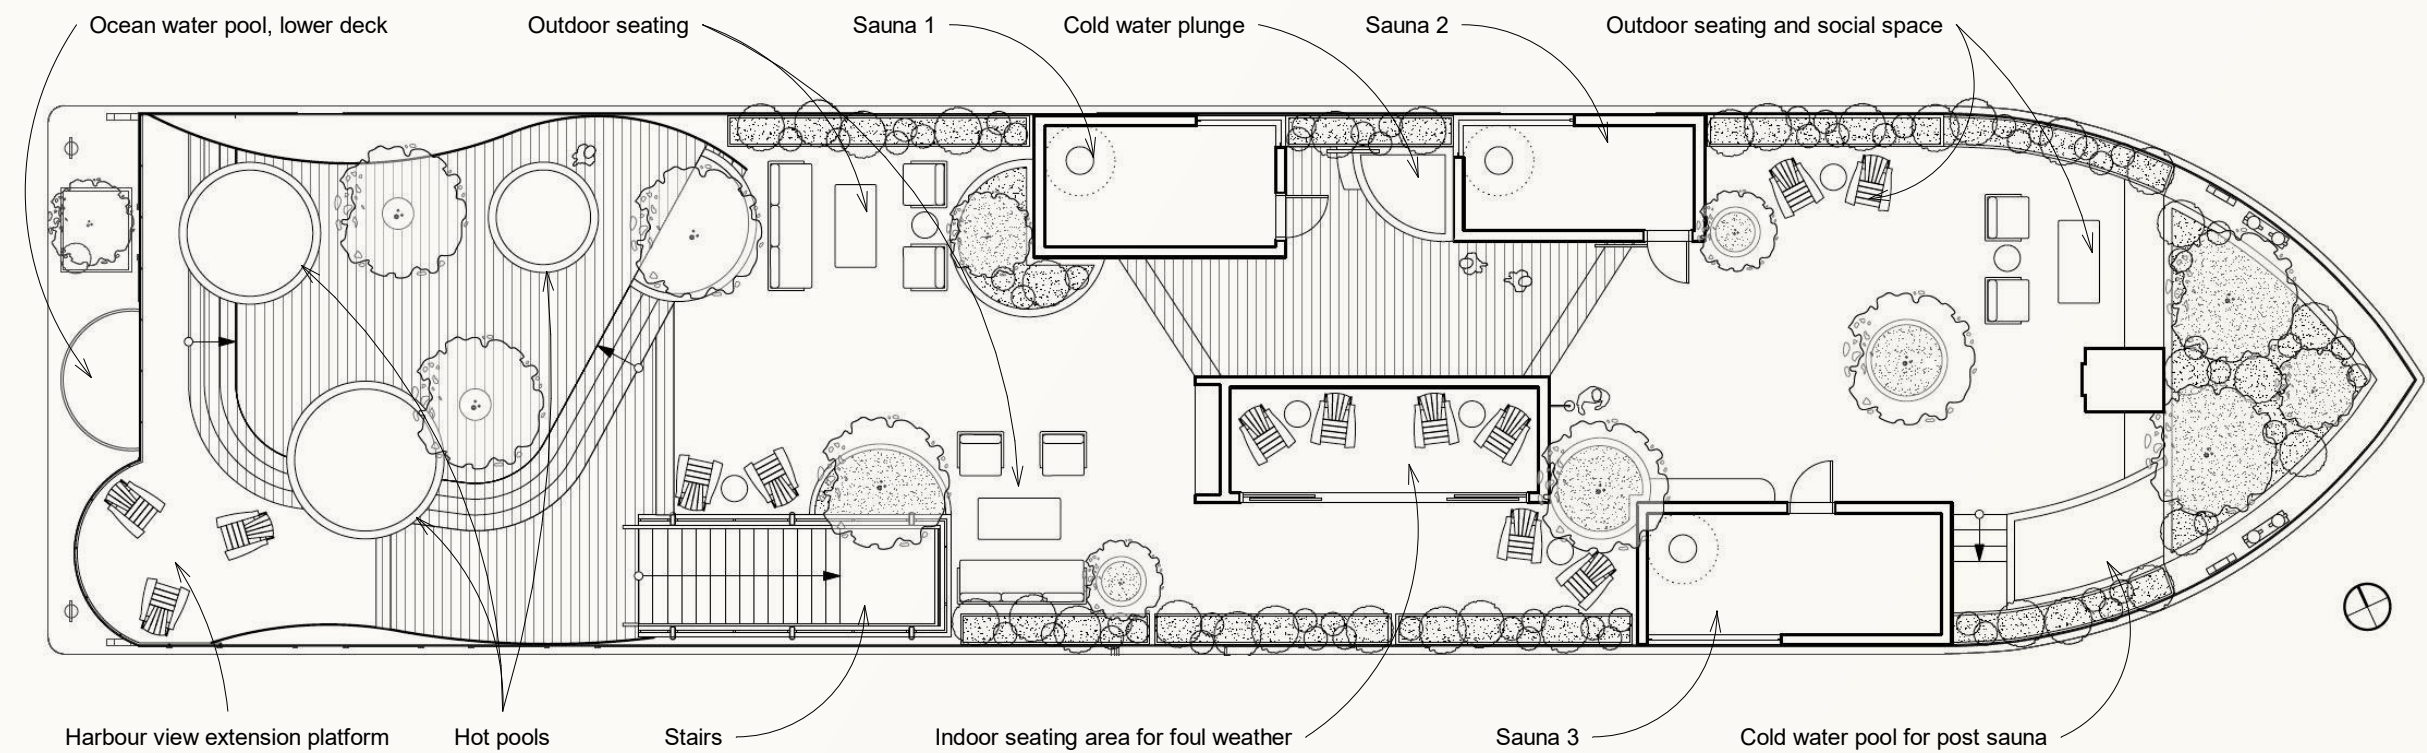 Ocean water pool, lower deck
Outdoor seating
Sauna 1
Cold water plunge
Sauna 2
Outdoor seating and social space
Harbour view extension platform
Hot pools
Stairs
Indoor seating area for foul weather
Sauna 3
Cold water pool for post sauna